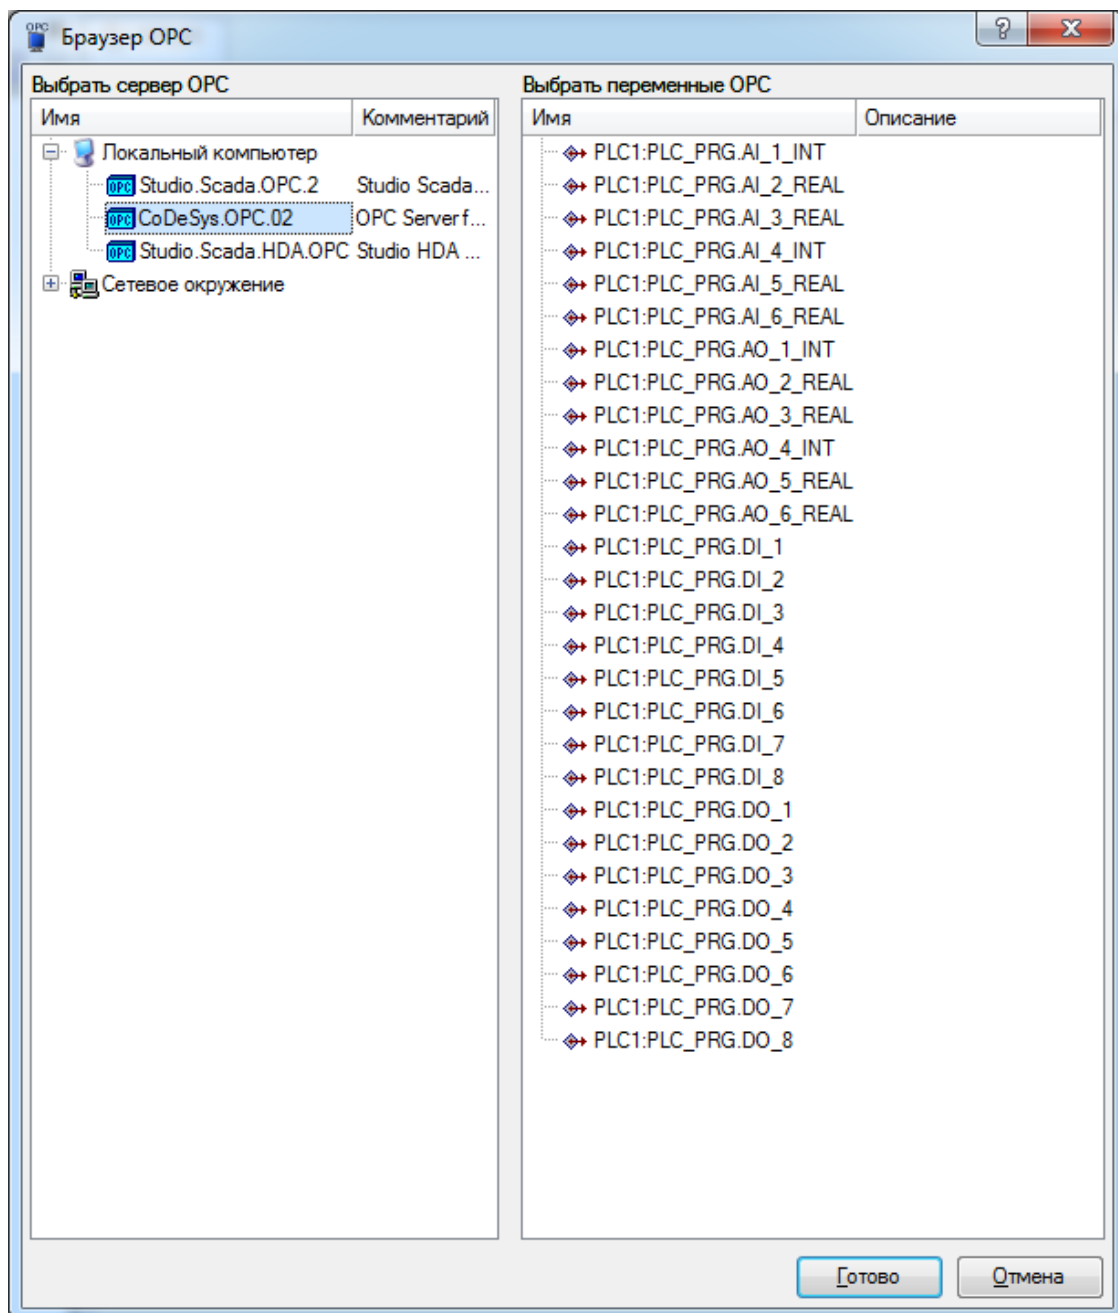 Браузер OPC
Выбрать сервер OPC
Имя Комментарий
Локальный компьютер
Studio.Scada.OPC.2 Studio Scada...
CoDeSys.OPC.02 OPC Server f...
Studio.Scada.HDA.OPC Studio HDA ...
Сетевое окружение
Выбрать переменные OPC
Имя Описание
PLC1:PLC_PRG.AI_1_INT
PLC1:PLC_PRG.AI_2_REAL
PLC1:PLC_PRG.AI_3_REAL
PLC1:PLC_PRG.AI_4_INT
PLC1:PLC_PRG.AI_5_REAL
PLC1:PLC_PRG.AI_6_REAL
PLC1:PLC_PRG.AO_1_INT
PLC1:PLC_PRG.AO_2_REAL
PLC1:PLC_PRG.AO_3_REAL
PLC1:PLC_PRG.AO_4_INT
PLC1:PLC_PRG.AO_5_REAL
PLC1:PLC_PRG.AO_6_REAL
PLC1:PLC_PRG.DI_1
PLC1:PLC_PRG.DI_2
PLC1:PLC_PRG.DI_3
PLC1:PLC_PRG.DI_4
PLC1:PLC_PRG.DI_5
PLC1:PLC_PRG.DI_6
PLC1:PLC_PRG.DI_7
PLC1:PLC_PRG.DI_8
PLC1:PLC_PRG.DO_1
PLC1:PLC_PRG.DO_2
PLC1:PLC_PRG.DO_3
PLC1:PLC_PRG.DO_4
PLC1:PLC_PRG.DO_5
PLC1:PLC_PRG.DO_6
PLC1:PLC_PRG.DO_7
PLC1:PLC_PRG.DO_8
Готово Отмена